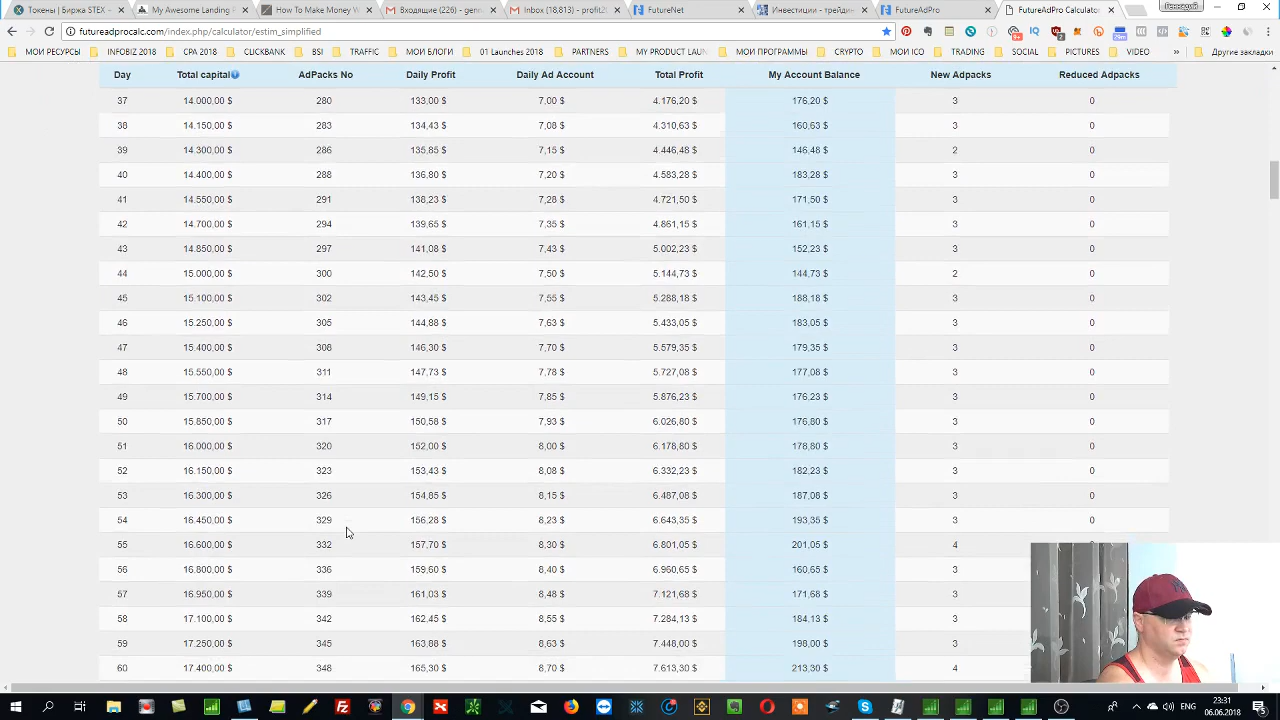 Токены | Биржа STEX –
My Awesome Landing
How To Make Money W
Входящие (226) - genn
Inbox (18,813) - profit20
FutureNet
Инвестиции - трейдин
FutureAdPro
FutureAdPro Calculator
futureadprocalc.com/index.php/calculator/estim_simplified
МОИ РЕСУРСЫ
INFOBIZ 2018
CPA 2018
CLICKBANK
BSI
TRAFFIC
МОИ БЛОГИ
01 Launches 2018
PARTNERS
MY PRODUCT LAUN
МОИ ПРОГРАММЫ
CRYPTO
МОИ ICO
TRADING
SOCIAL
PICTURES
VIDEO
»
Другие закладки
Day Total capital AdPacks No Daily Profit Daily Ad Account Total Profit My Account Balance New Adpacks Reduced Adpacks
37 14.000,00 $ 280 133,00 $ 7.00 $ 4.176,20 $ 176,20 $ 3 0
38 14.150,00 $ 283 134,43 $ 7,08 $ 4.310,63 $ 160,63 $ 3 0
39 14.300,00 $ 286 135,85 $ 7,15 $ 4.446,48 $ 146,48 $ 2 0
40 14.400,00 $ 288 136,80 $ 7,20 $ 4.583,28 $ 183,28 $ 3 0
41 14.550,00 $ 291 138,23 $ 7,28 $ 4.721,50 $ 171,50 $ 3 0
42 14.700,00 $ 294 139,65 $ 7,35 $ 4.861,15 $ 161,15 $ 3 0
43 14.850,00 $ 297 141,08 $ 7,43 $ 5.002,23 $ 152,23 $ 3 0
44 15.000,00 $ 300 142,50 $ 7,50 $ 5.144,73 $ 144,73 $ 2 0
45 15.100,00 $ 302 143,45 $ 7,55 $ 5.288,18 $ 188,18 $ 3 0
46 15.250,00 $ 305 144,88 $ 7,63 $ 5.433,05 $ 183,05 $ 3 0
47 15.400,00 $ 308 146,30 $ 7,70 $ 5.579,35 $ 179,35 $ 3 0
48 15.550,00 $ 311 147,73 $ 7,78 $ 5.727,08 $ 177,08 $ 3 0
49 15.700,00 $ 314 149,15 $ 7,85 $ 5.876,23 $ 176,23 $ 3 0
50 15.850,00 $ 317 150,58 $ 7,93 $ 6.026,80 $ 176,80 $ 3 0
51 16.000,00 $ 320 152,00 $ 8,00 $ 6.178,80 $ 178,80 $ 3 0
52 16.150,00 $ 323 153,43 $ 8,08 $ 6.332,23 $ 182,23 $ 3 0
53 16.300,00 $ 326 154,85 $ 8,15 $ 6.487,08 $ 187,08 $ 3 0
54 16.450,00 $ 329 156,28 $ 8,23 $ 6.643,35 $ 193,35 $ 3 0
55 16.600,00 $ 332 157,70 $ 8,30 $ 6.801,05 $ 201,05 $ 4
56 16.800,00 $ 336 159,60 $ 8,40 $ 6.960,65 $ 160,65 $ 3
57 16.950,00 $ 339 161,03 $ 8,48 $ 7.121,68 $ 171,68 $ 3
58 17.100,00 $ 342 162,45 $ 8,55 $ 7.284,13 $ 184,13 $ 3
59 17.250,00 $ 345 163,88 $ 8,63 $ 7.448,00 $ 198,00 $ 3
60 17.400,00 $ 348 165,30 $ 8,70 $ 7.613,30 $ 213,30 $ 4
ENG
23:31
06.06.2018